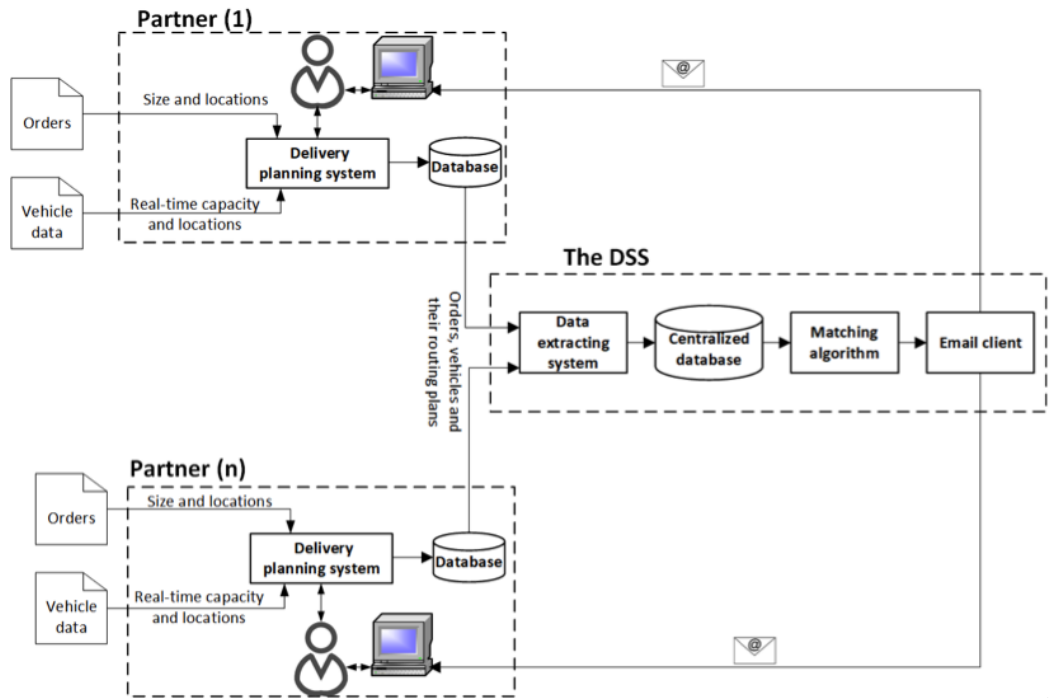 Partner (1)
Orders
Size and locations
Vehicle
data
Real-time capacity
and locations
Delivery
planning system
Database
@
Orders, vehicles and
their routing plans
The DSS
Data
extracting
system
Centralized
database
Matching
algorithm
Email client
Partner (n)
Orders
Size and locations
Vehicle
data
Real-time capacity
and locations
Delivery
planning system
Database
@